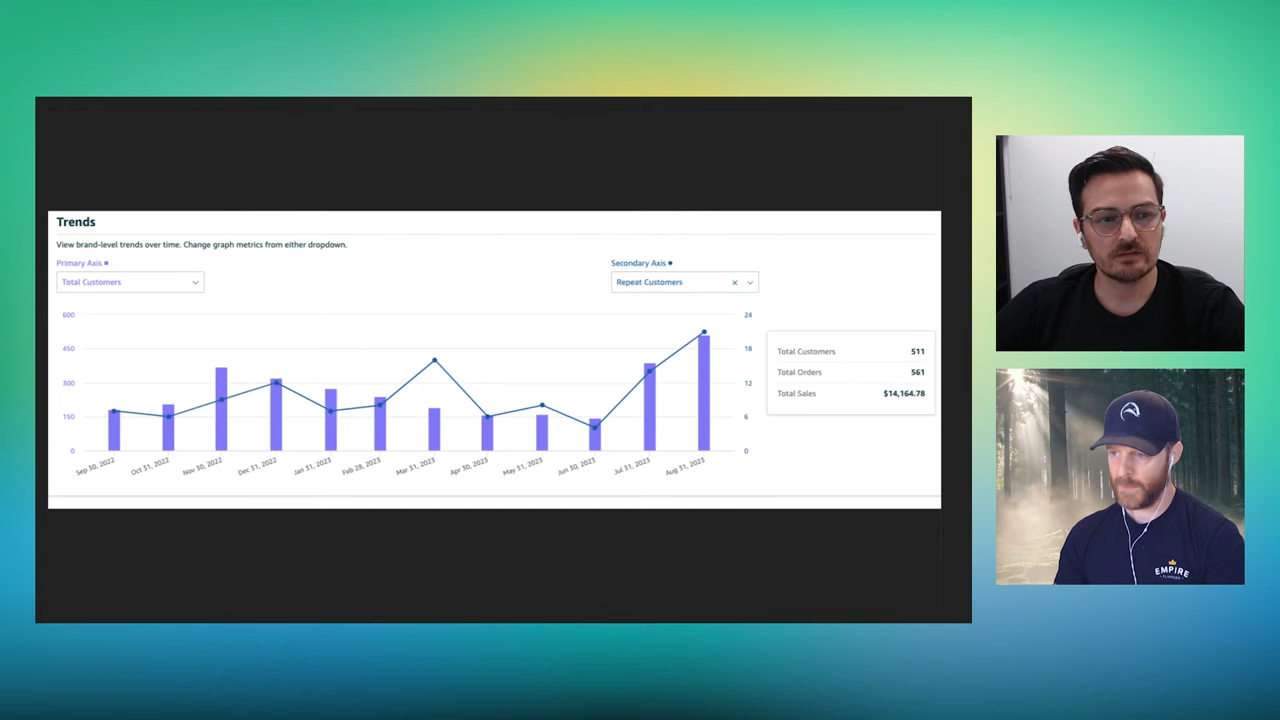 Trends
View brand-level trends over time. Change graph metrics from either dropdown.
Primary Axis
Secondary Axis
Total Customers
Repeat Customers
600
24
450
18
300
12
150
6
0
0
Sep 30, 2022
Oct 31, 2022
Nov 30, 2022
Dec 31, 2022
Jan 31, 2023
Feb 28, 2023
Mar 31, 2023
Apr 30, 2023
May 31, 2023
Jun 30, 2023
Jul 31, 2023
Aug 31, 2023
Total Customers 511
Total Orders 561
Total Sales $14,164.78
EMPIRE
FLIPPERS